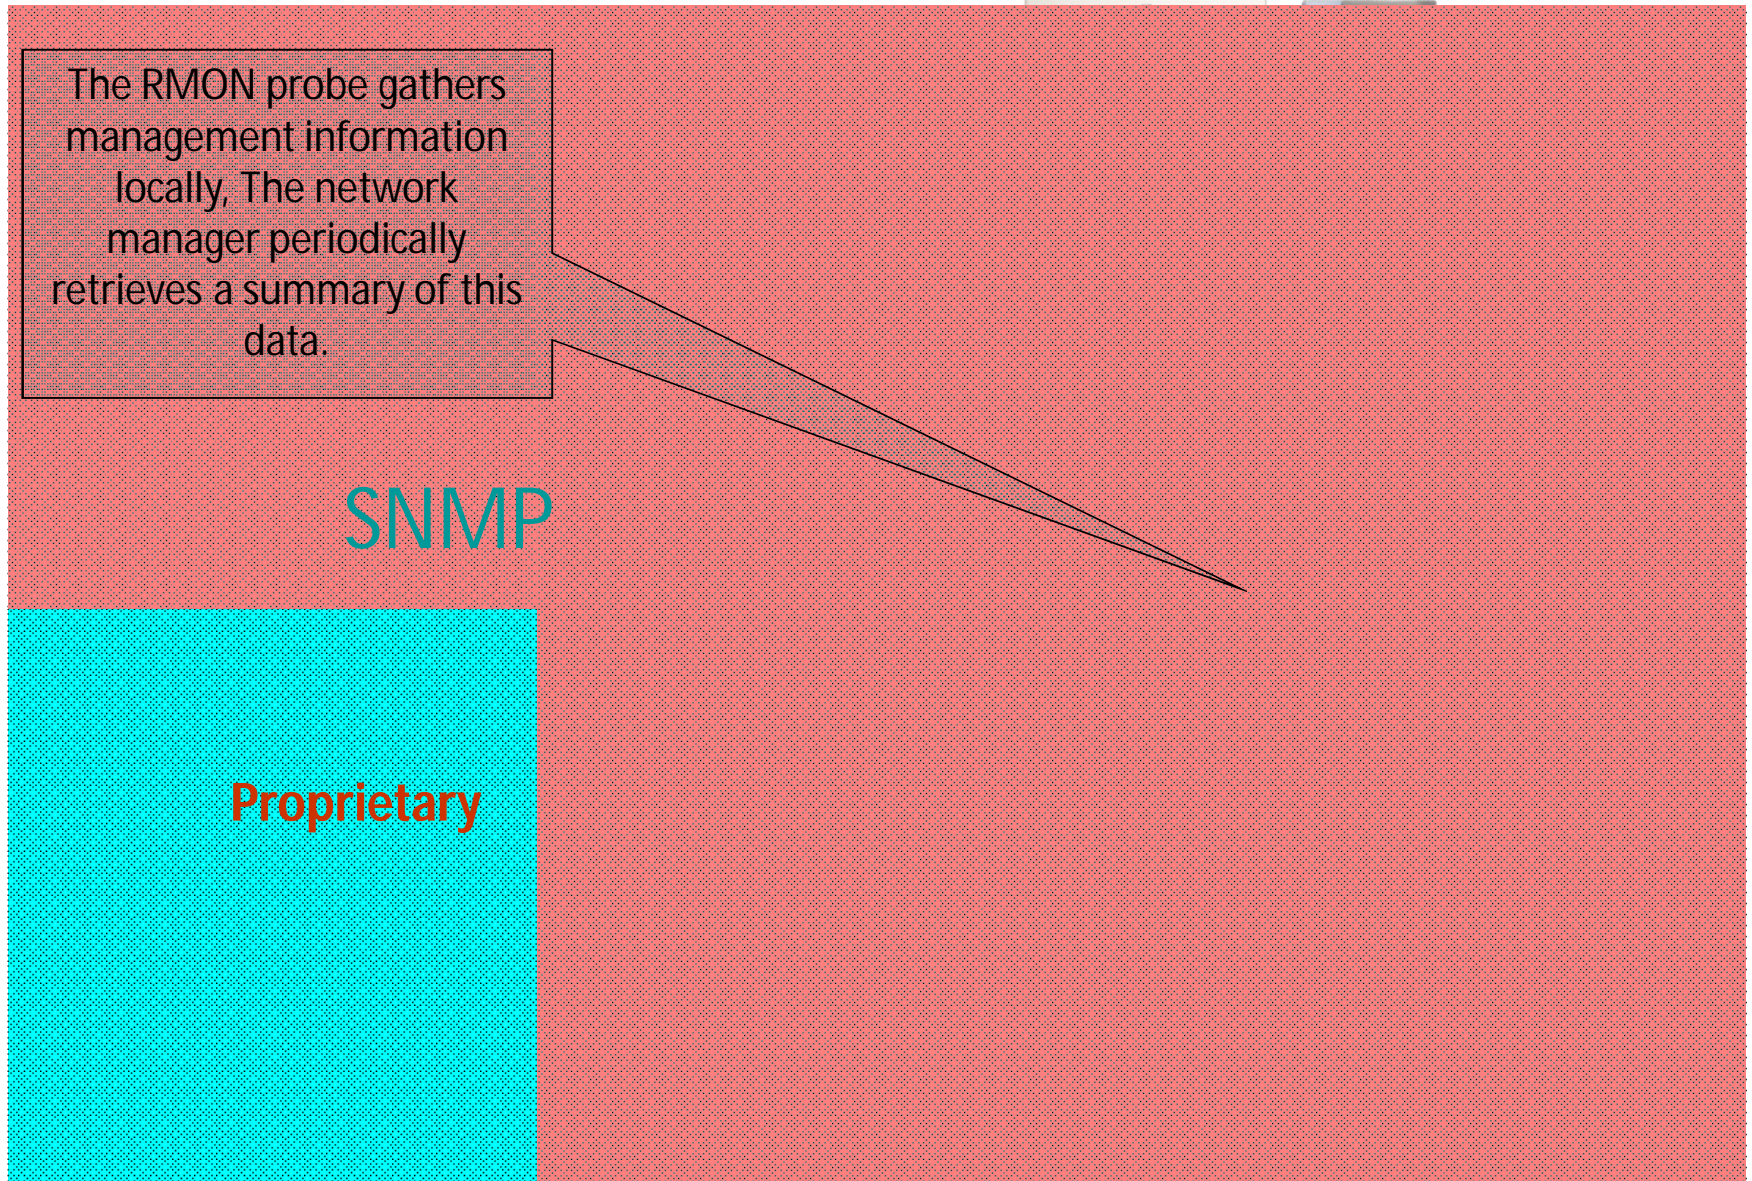 The RMON probe gathers
management information
locally, The network
manager periodically
retrieves a summary of this
data.
SNMP
Proprietary